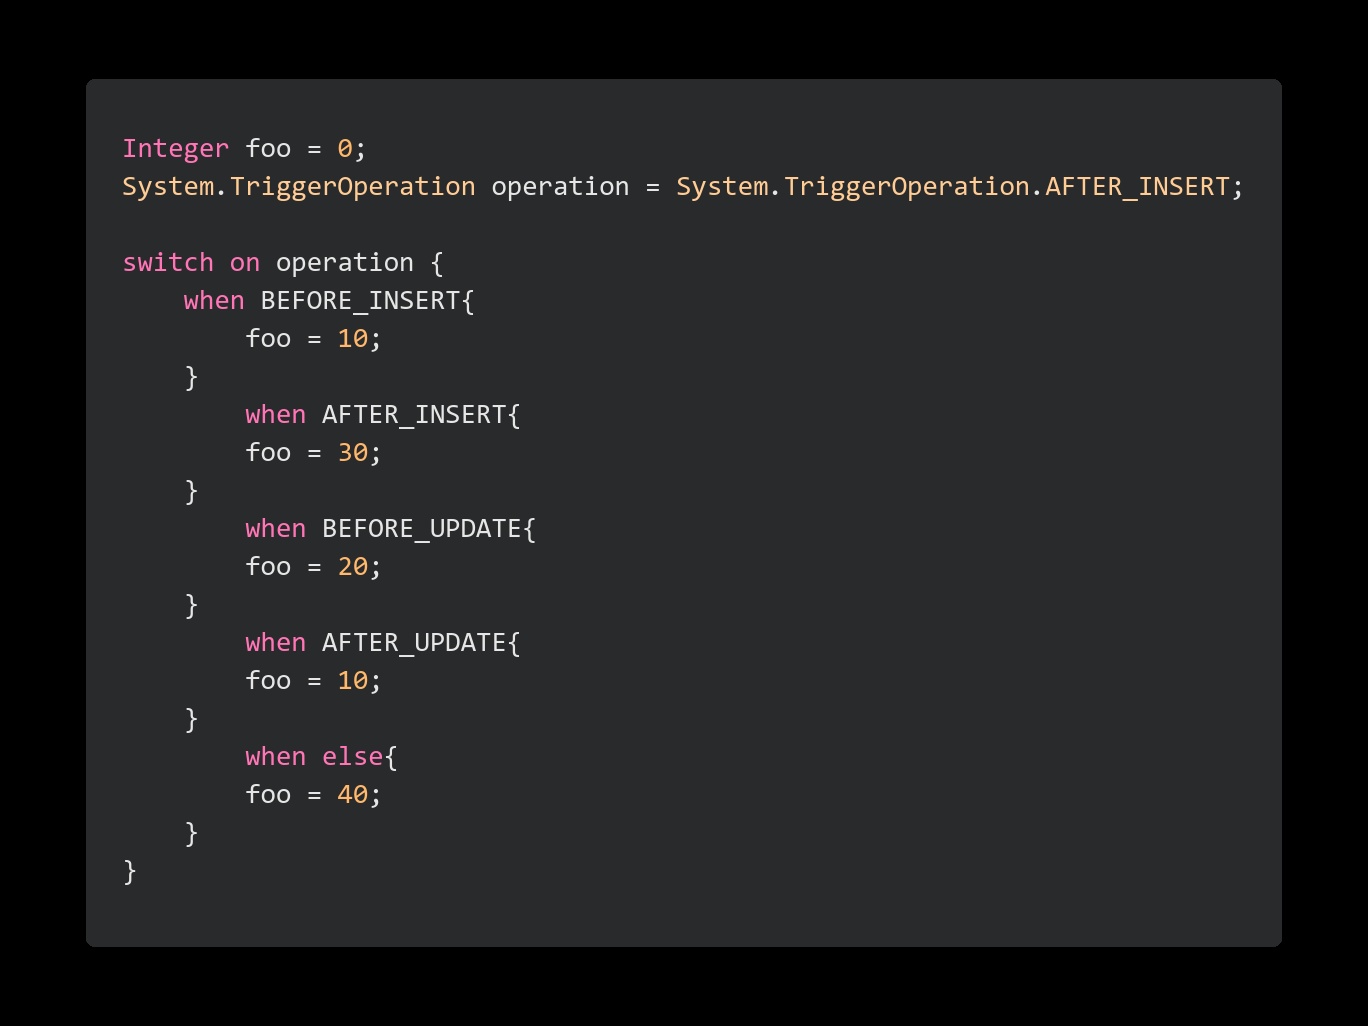 Integer foo = 0;
System.TriggerOperation operation = System.TriggerOperation.AFTER_INSERT;

switch on operation {
    when BEFORE_INSERT{
        foo = 10;
    }
        when AFTER_INSERT{
        foo = 30;
    }
        when BEFORE_UPDATE{
        foo = 20;
    }
        when AFTER_UPDATE{
        foo = 10;
    }
        when else{
        foo = 40;
    }
}